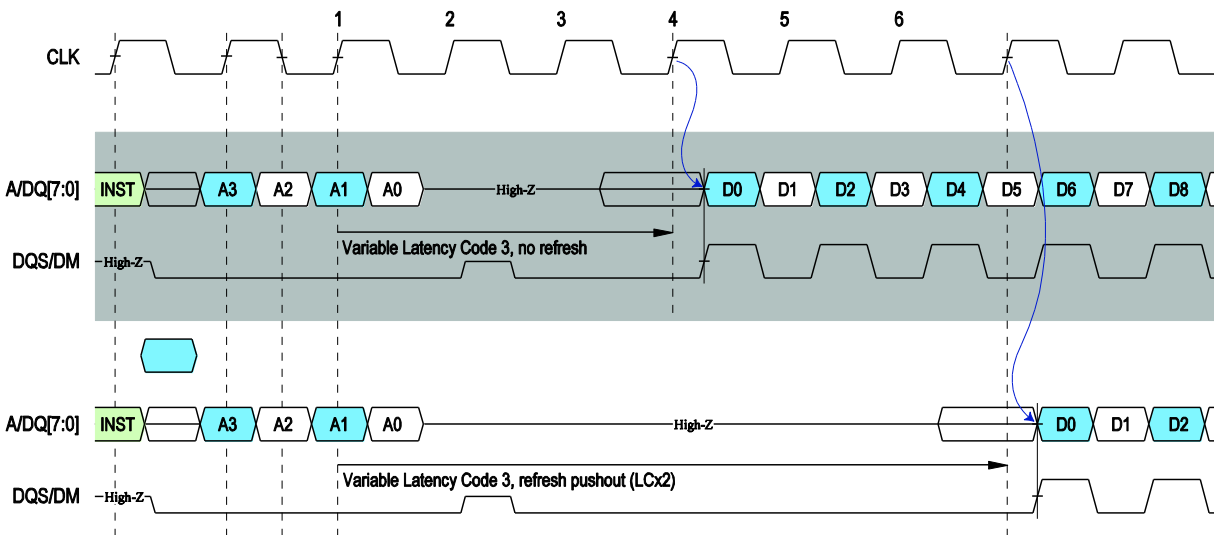 1 2 3 4 5 6
CLK
A/DQ[7:0] INST A3 A2 A1 A0 High-Z D0 D1 D2 D3 D4 D5 D6 D7 D8
Variable Latency Code 3, no refresh
DQS/DM High-Z
A/DQ[7:0] INST A3 A2 A1 A0 High-Z D0 D1 D2
Variable Latency Code 3, refresh pushout (LCx2)
DQS/DM High-Z